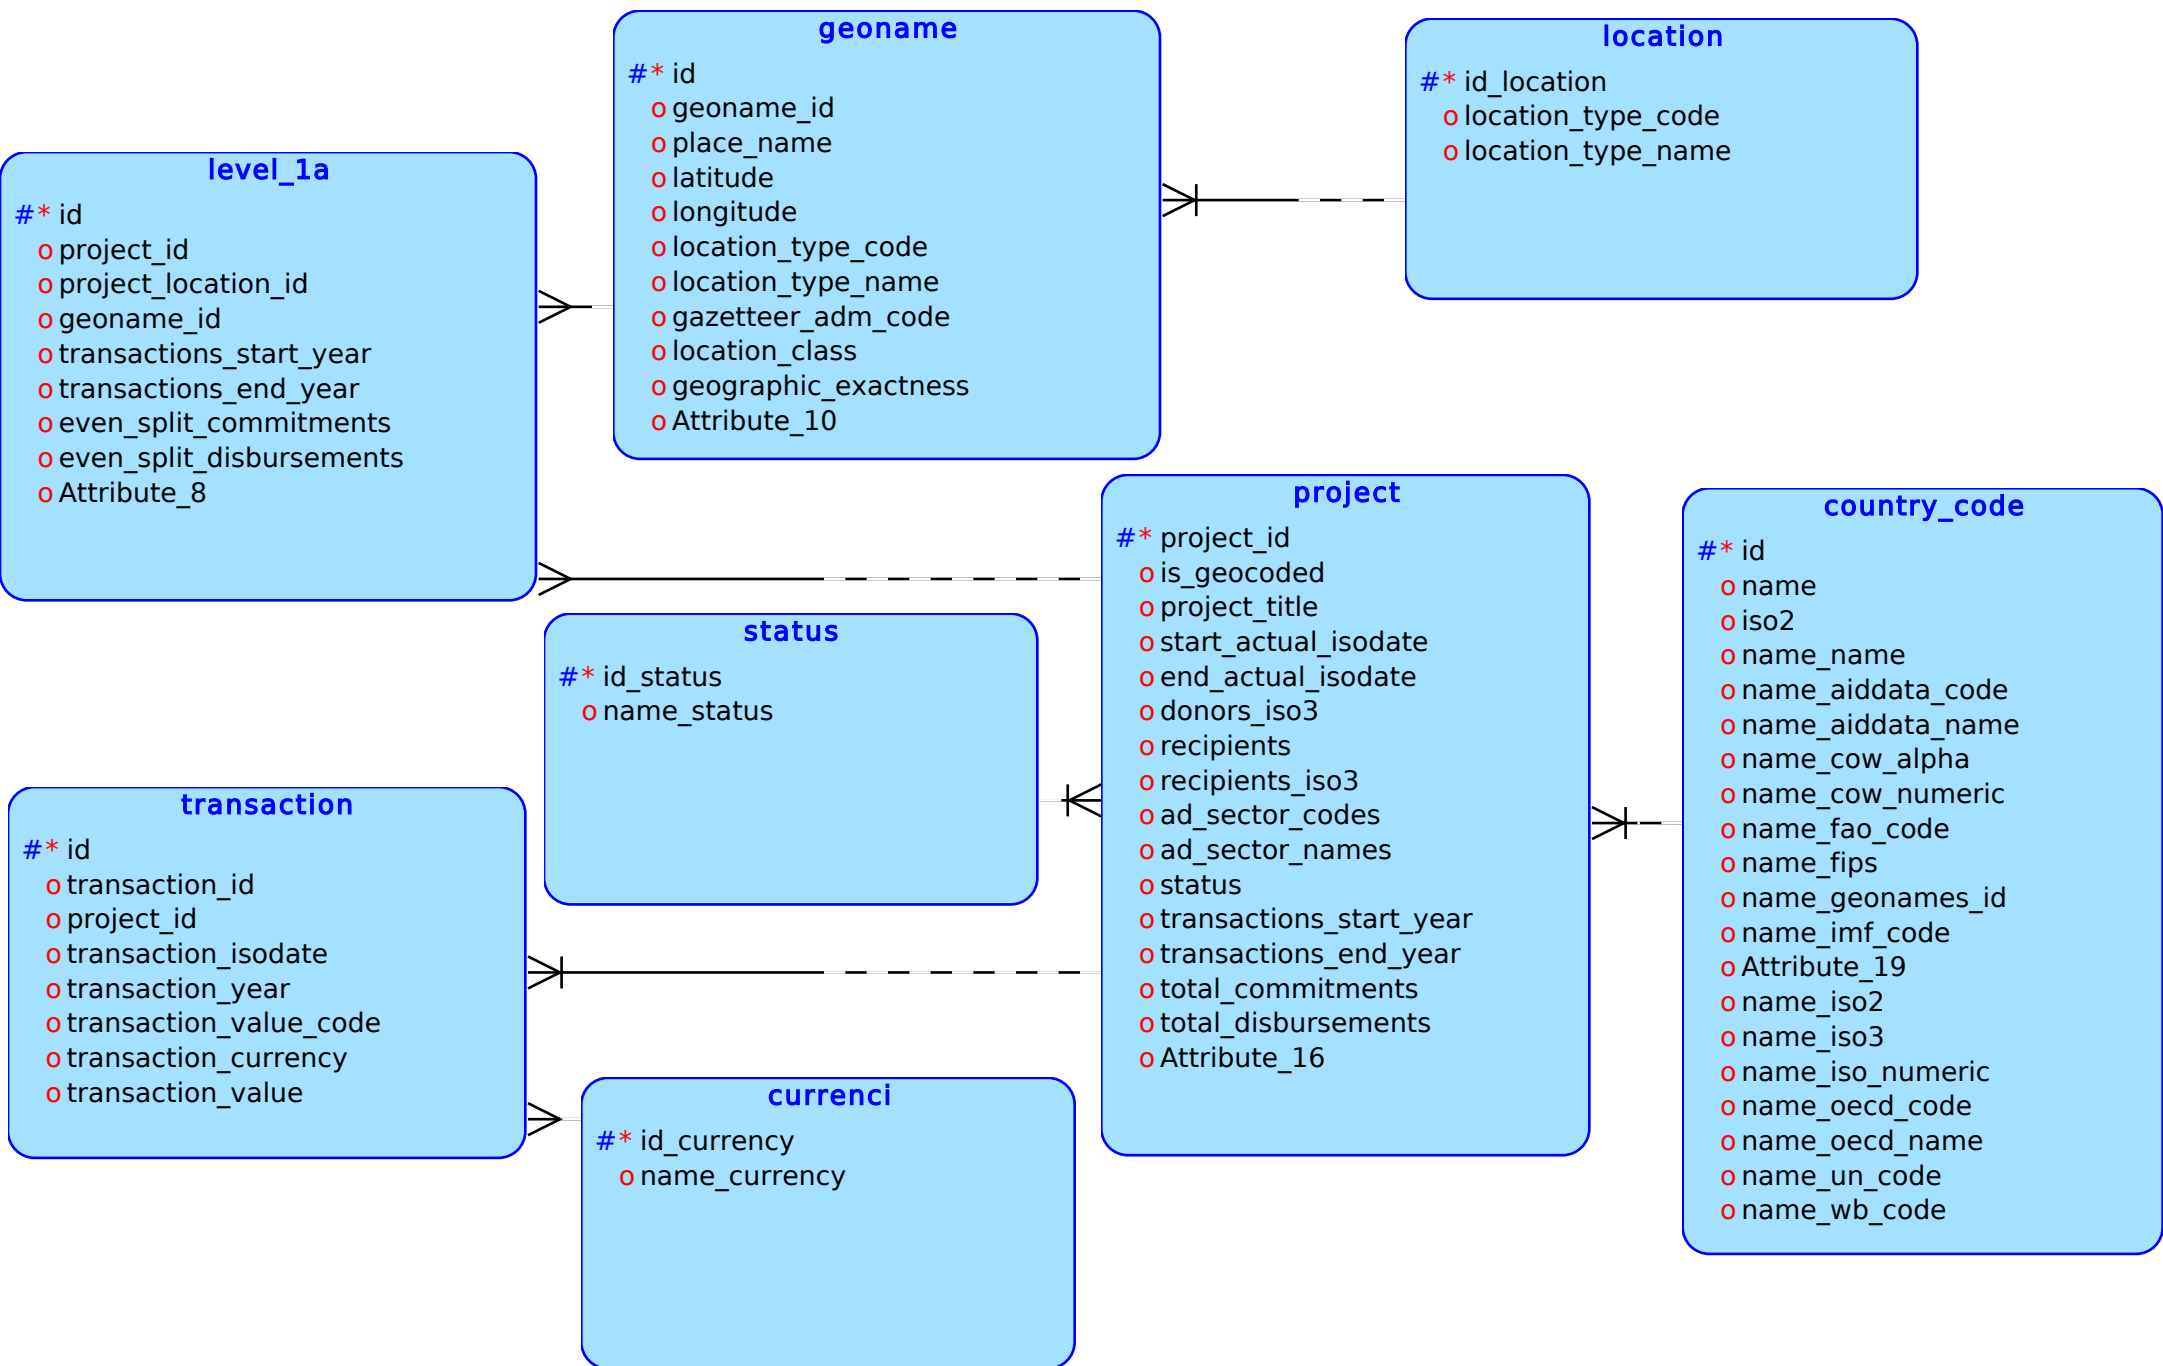 geoname
#* id
o geoname_id
o place_name
o latitude
o longitude
o location_type_code
o location_type_name
o gazetteer_adm_code
o location_class
o geographic_exactness
o Attribute_10
location
#* id_location
o location_type_code
o location_type_name
level_1a
#* id
o project_id
o project_location_id
o geoname_id
o transactions_start_year
o transactions_end_year
o even_split_commitments
o even_split_disbursements
o Attribute_8
project
#* project_id
o is_geocoded
o project_title
o start_actual_isodate
o end_actual_isodate
o donors_iso3
o recipients
o recipients_iso3
o ad_sector_codes
o ad_sector_names
o status
o transactions_start_year
o transactions_end_year
o total_commitments
o total_disbursements
o Attribute_16
country_code
#* id
o name
o iso2
o name_name
o name_aiddata_code
o name_aiddata_name
o name_cow_alpha
o name_cow_numeric
o name_fao_code
o name_fips
o name_geonames_id
o name_imf_code
o Attribute_19
o name_iso2
o name_iso3
o name_iso_numeric
o name_oecd_code
o name_oecd_name
o name_un_code
o name_wb_code
status
#* id_status
o name_status
transaction
#* id
o transaction_id
o project_id
o transaction_isodate
o transaction_year
o transaction_value_code
o transaction_currency
o transaction_value
currenci
#* id_currency
o name_currency